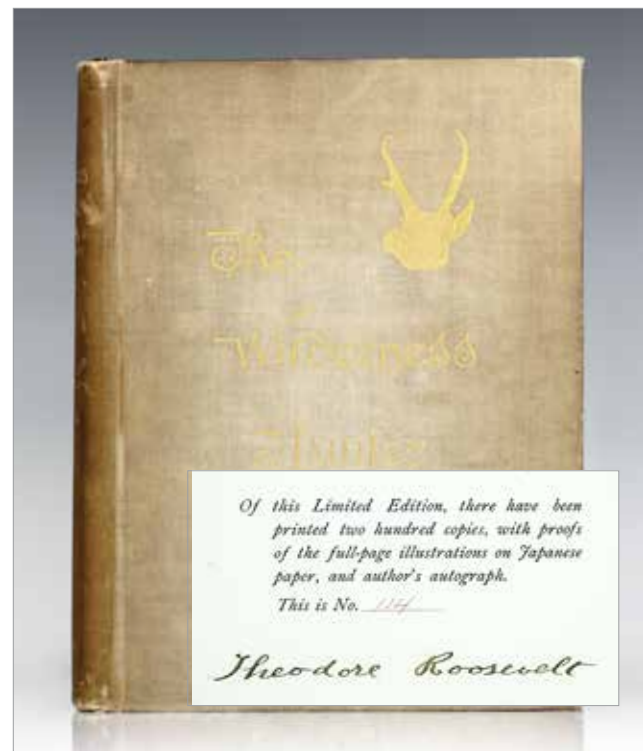 The
Wilderness
Hunter
Of this Limited Edition, there have been
printed two hundred copies, with proofs
of the full-page illustrations on Japanese
paper, and author's autograph.
This is No.
Theodore Roosevelt